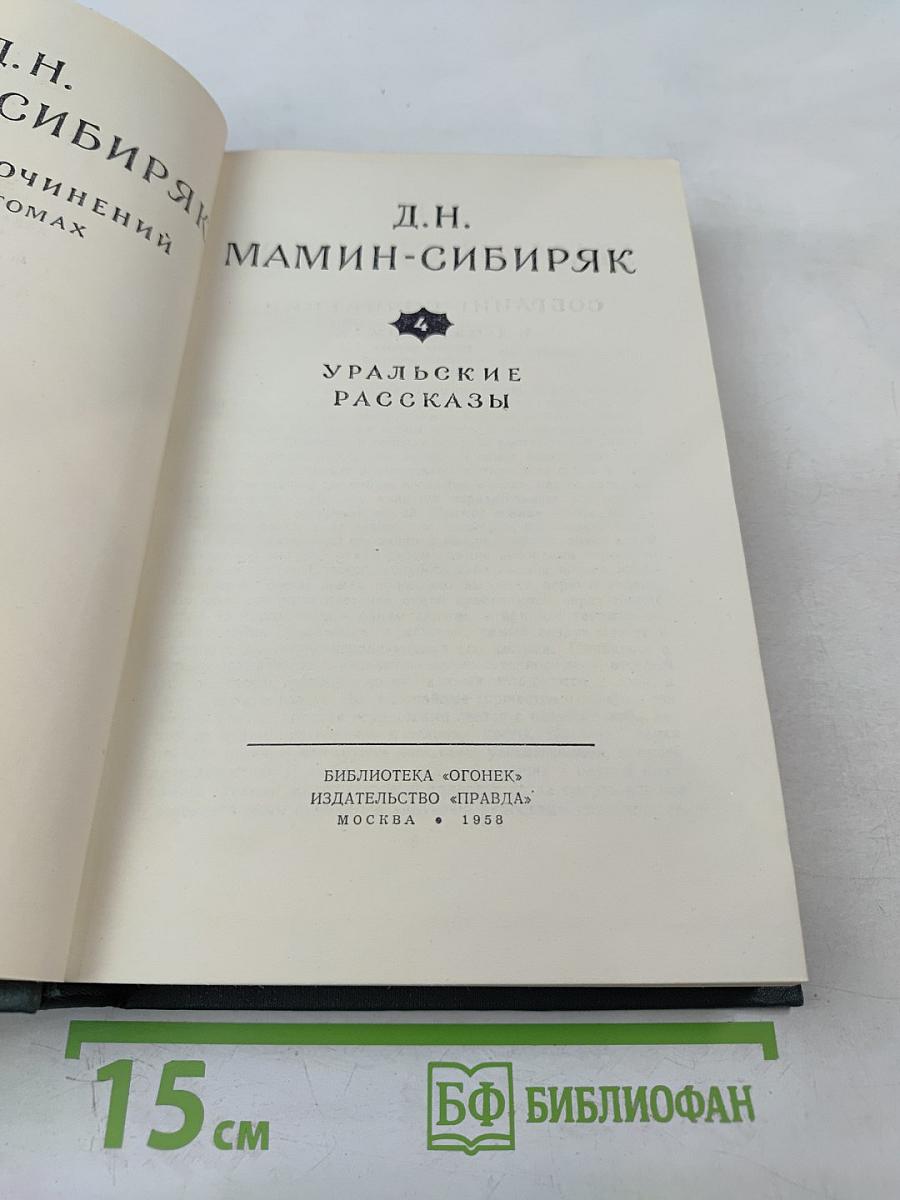 Д.Н.
СИБИРЯК
ОЧИНЕНИЙ
ТОМАХ
Д.Н.
МАМИН-СИБИРЯК
4
УРАЛЬСКИЕ
РАССКАЗЫ
БИБЛИОТЕКА «ОГОНЕК»
ИЗДАТЕЛЬСТВО «ПРАВДА»
МОСКВА • 1958
15 см
БФ БИБЛИОФАН